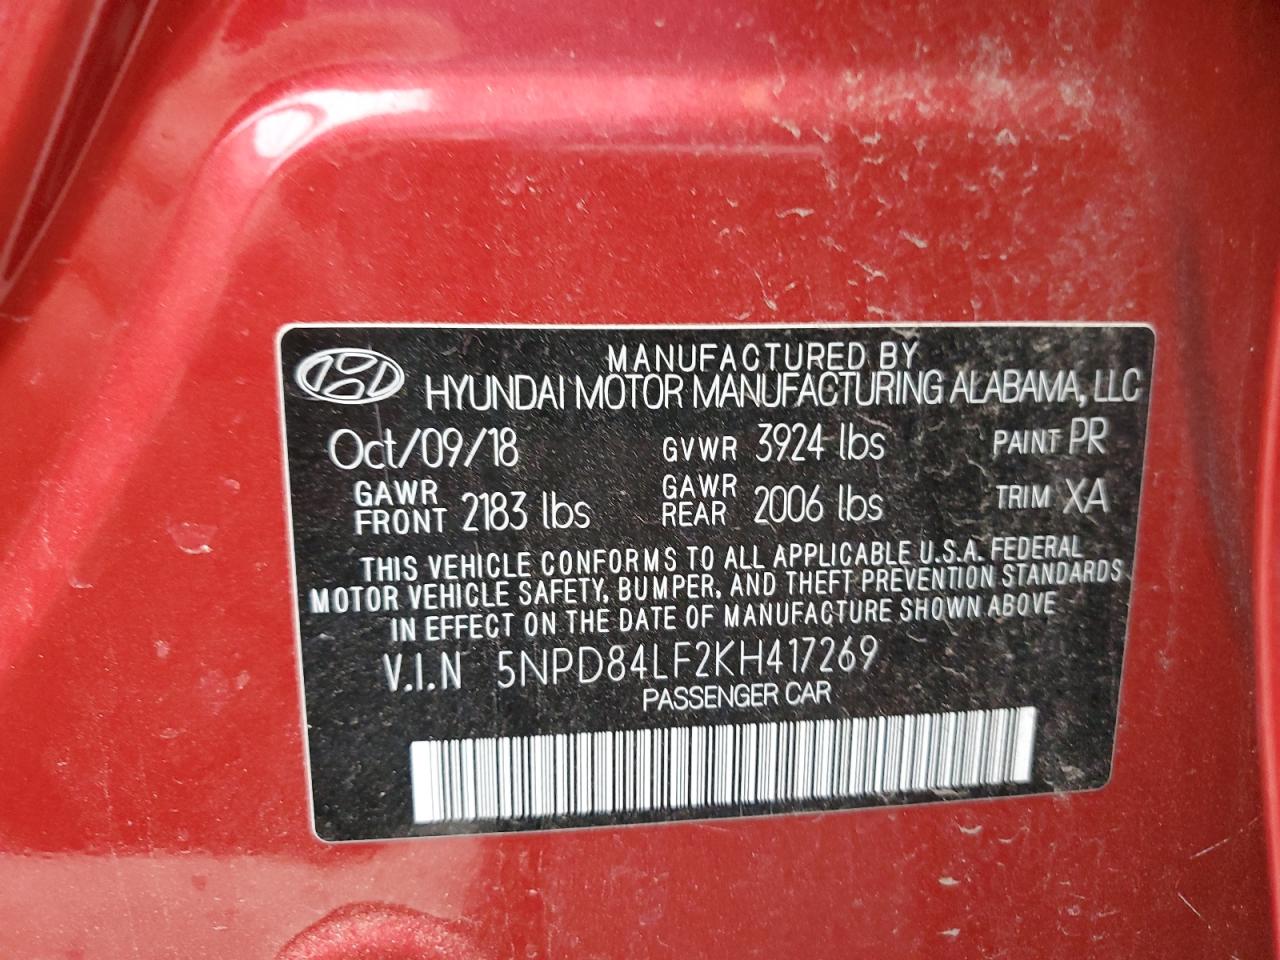 MANUFACTURED BY
HYUNDAI MOTOR MANUFACTURING ALABAMA, LLC
Oct/09/18 GVWR 3924 lbs PAINT PR
GAWR FRONT 2183 lbs GAWR REAR 2006 lbs TRIM XA
THIS VEHICLE CONFORMS TO ALL APPLICABLE U.S.A. FEDERAL
MOTOR VEHICLE SAFETY, BUMPER, AND THEFT PREVENTION STANDARDS
IN EFFECT ON THE DATE OF MANUFACTURE SHOWN ABOVE
V.I.N 5NPD84LF2KH417269
PASSENGER CAR